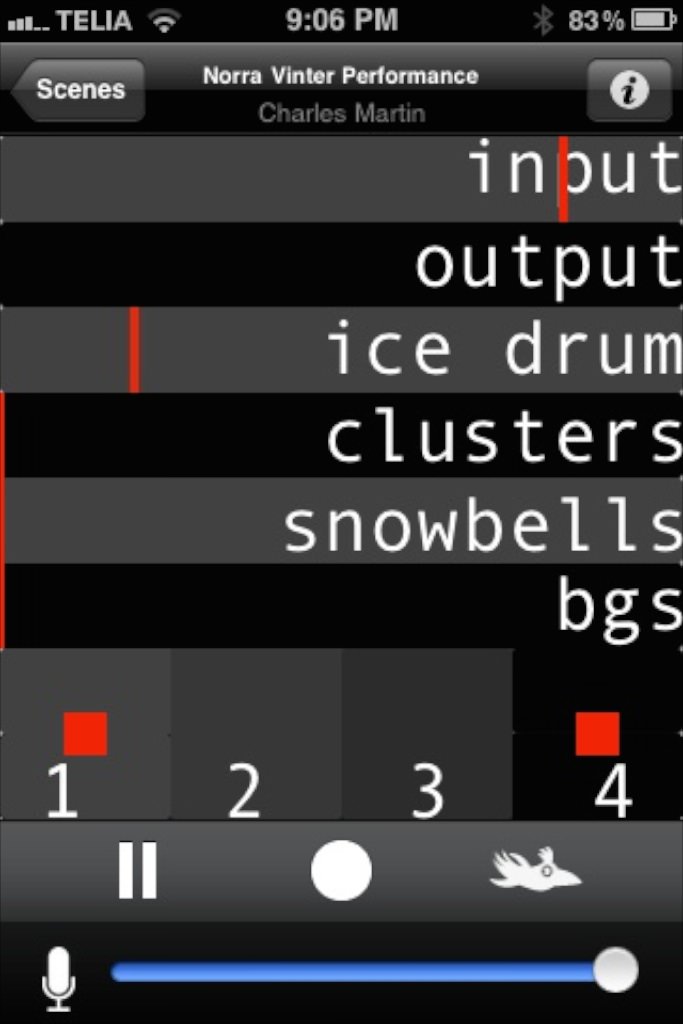 TELIA 9:06 PM 83%
Scenes
Norra Vinter Performance
Charles Martin
i
input
output
ice drum
clusters
snowbells
bgs
1 2 3 4